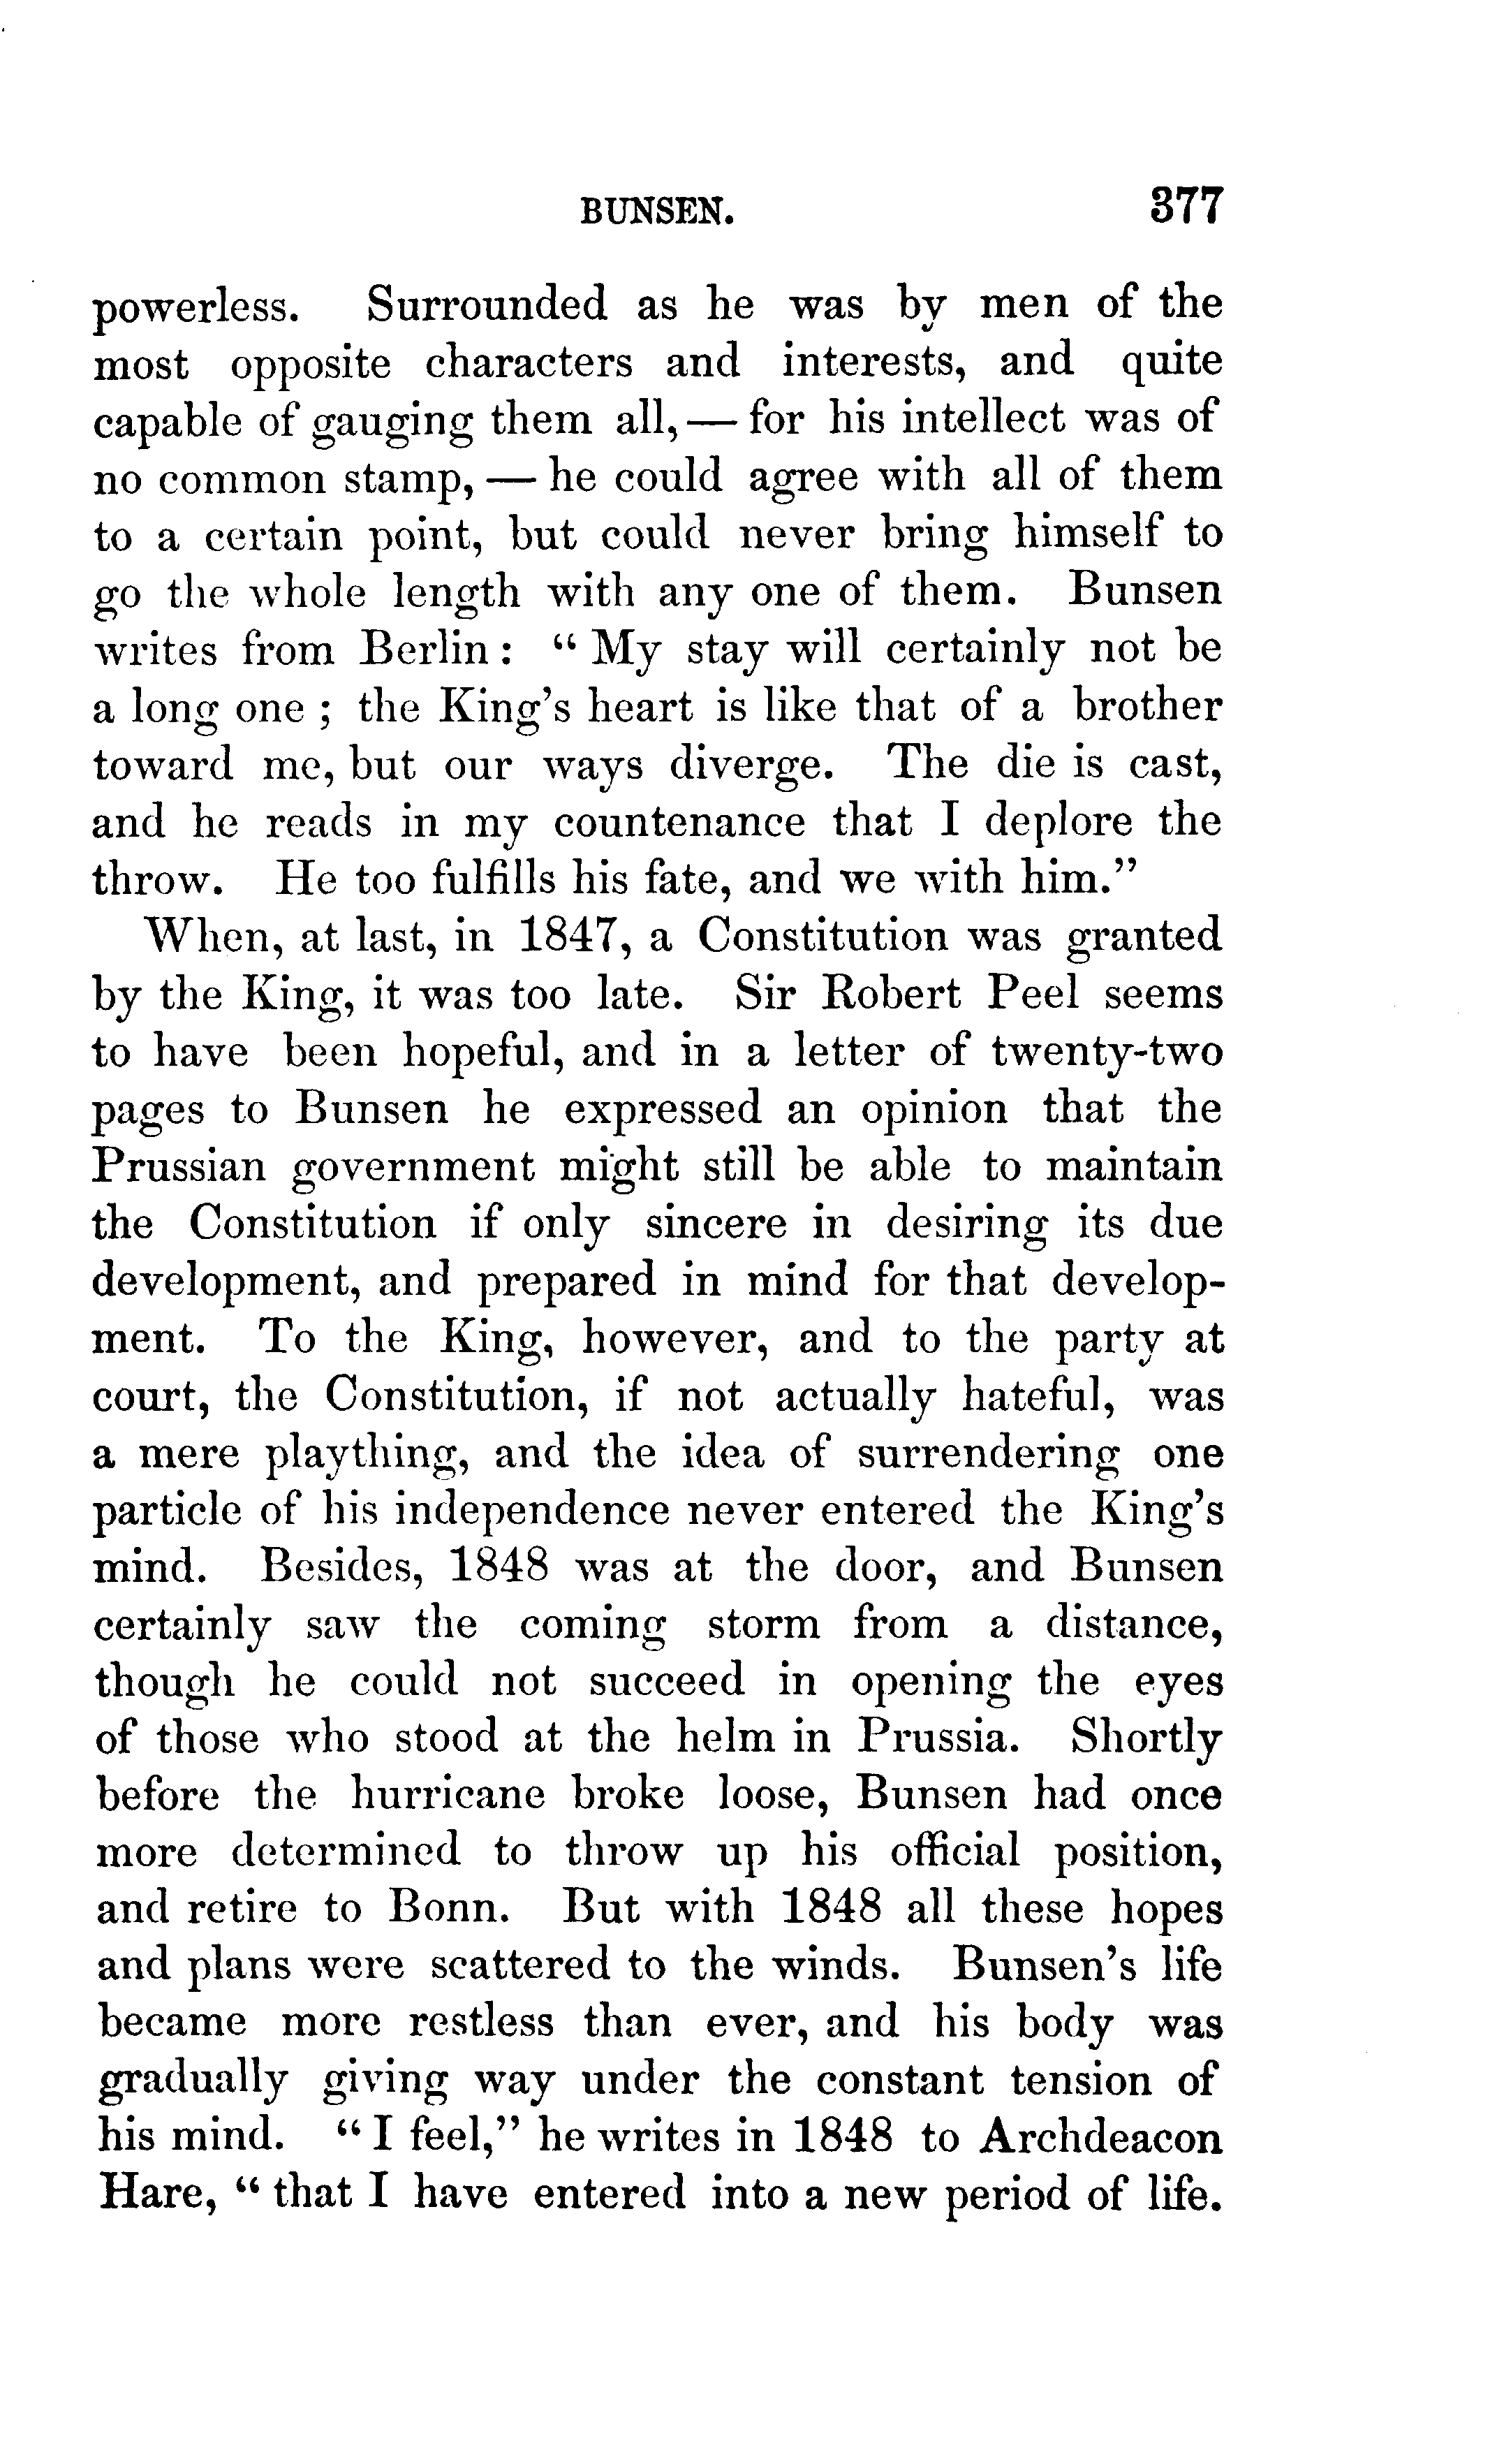 BUNSEN. 377
powerless. Surrounded as he was by men of the
most opposite characters and interests, and quite
capable of gauging them all, — for his intellect was of
no common stamp, — he could agree with all of them
to a certain point, but could never bring himself to
go the whole length with any one of them. Bunsen
writes from Berlin : “ My stay will certainly not be
a long one ; the King’s heart is like that of a brother
toward me, but our ways diverge. The die is cast,
and he reads in my countenance that I deplore the
throw. He too fulfills his fate, and we with him.”
When, at last, in 1847, a Constitution was granted
by the King, it was too late. Sir Robert Peel seems
to have been hopeful, and in a letter of twenty-two
pages to Bunsen he expressed an opinion that the
Prussian government might still be able to maintain
the Constitution if only sincere in desiring its due
development, and prepared in mind for that develop-
ment. To the King, however, and to the party at
court, the Constitution, if not actually hateful, was
a mere plaything, and the idea of surrendering one
particle of his independence never entered the King’s
mind. Besides, 1848 was at the door, and Bunsen
certainly saw the coming storm from a distance,
though he could not succeed in opening the eyes
of those who stood at the helm in Prussia. Shortly
before the hurricane broke loose, Bunsen had once
more determined to throw up his official position,
and retire to Bonn. But with 1848 all these hopes
and plans were scattered to the winds. Bunsen’s life
became more restless than ever, and his body was
gradually giving way under the constant tension of
his mind. “ I feel,” he writes in 1848 to Archdeacon
Hare, “ that I have entered into a new period of life.